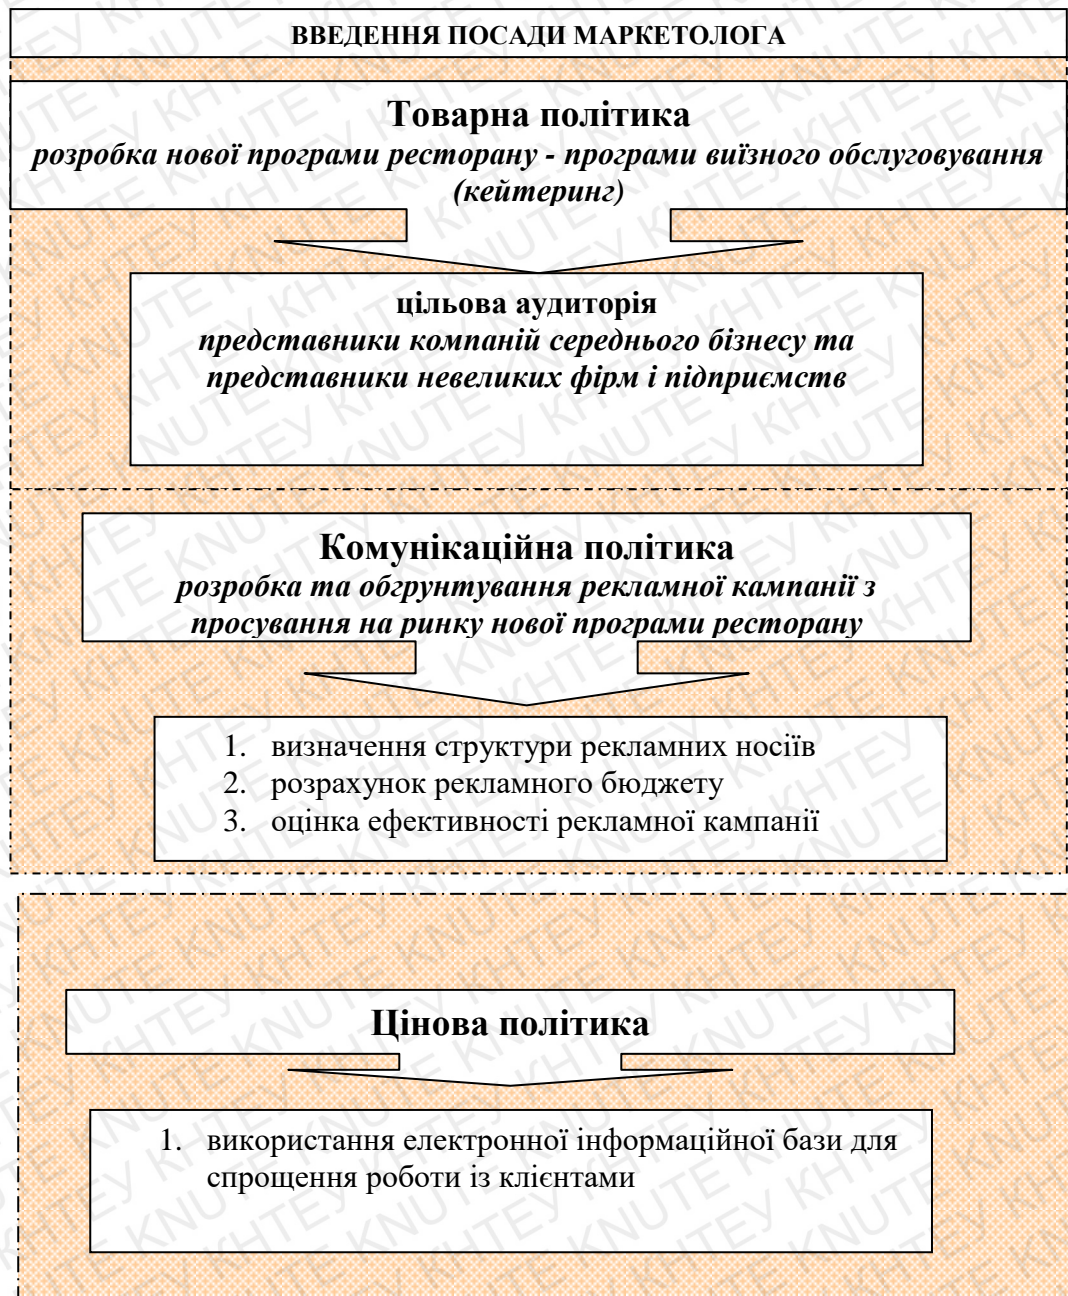 ВВЕДЕННЯ ПОСАДИ МАРКЕТОЛОГА
Товарна політика
розробка нової програми ресторану - програми виїзного обслуговування
(кейтеринг)
цільова аудиторія
представники компаній середнього бізнесу та
представники невеликих фірм і підприємств
Комунікаційна політика
розробка та обгрунтування рекламної кампанії з
просування на ринку нової програми ресторану
1. визначення структури рекламних носіїв
2. розрахунок рекламного бюджету
3. оцінка ефективності рекламної кампанії
Цінова політика
1. використання електронної інформаційної бази для
спрощення роботи із клієнтами